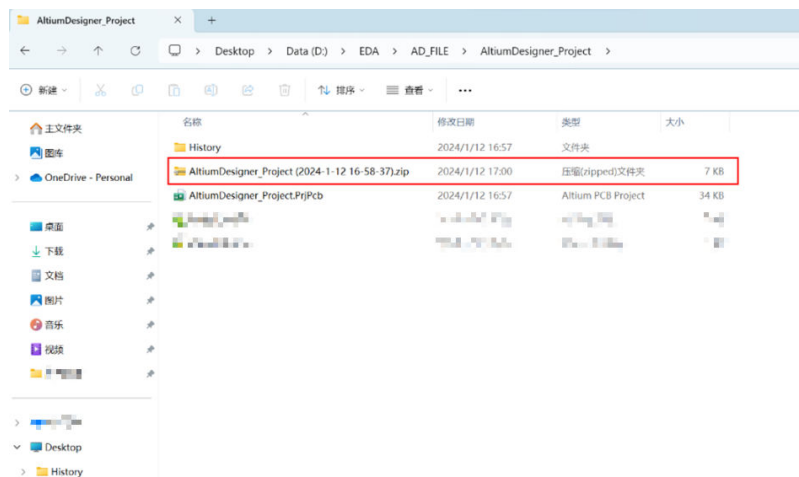 AltiumDesigner_Project
Desktop > Data (D:) > EDA > AD_FILE > AltiumDesigner_Project >
新建 排序 查看 ...
名称 修改日期 类型 大小
主文件夹
图库
OneDrive - Personal
桌面
下载
文档
图片
音乐
视频
Desktop
History
History 2024/1/12 16:57 文件夹
AltiumDesigner_Project (2024-1-12 16-58-37).zip 2024/1/12 17:00 压缩(zipped)文件夹 7 KB
AltiumDesigner_Project.PrjPcb 2024/1/12 16:57 Altium PCB Project 34 KB